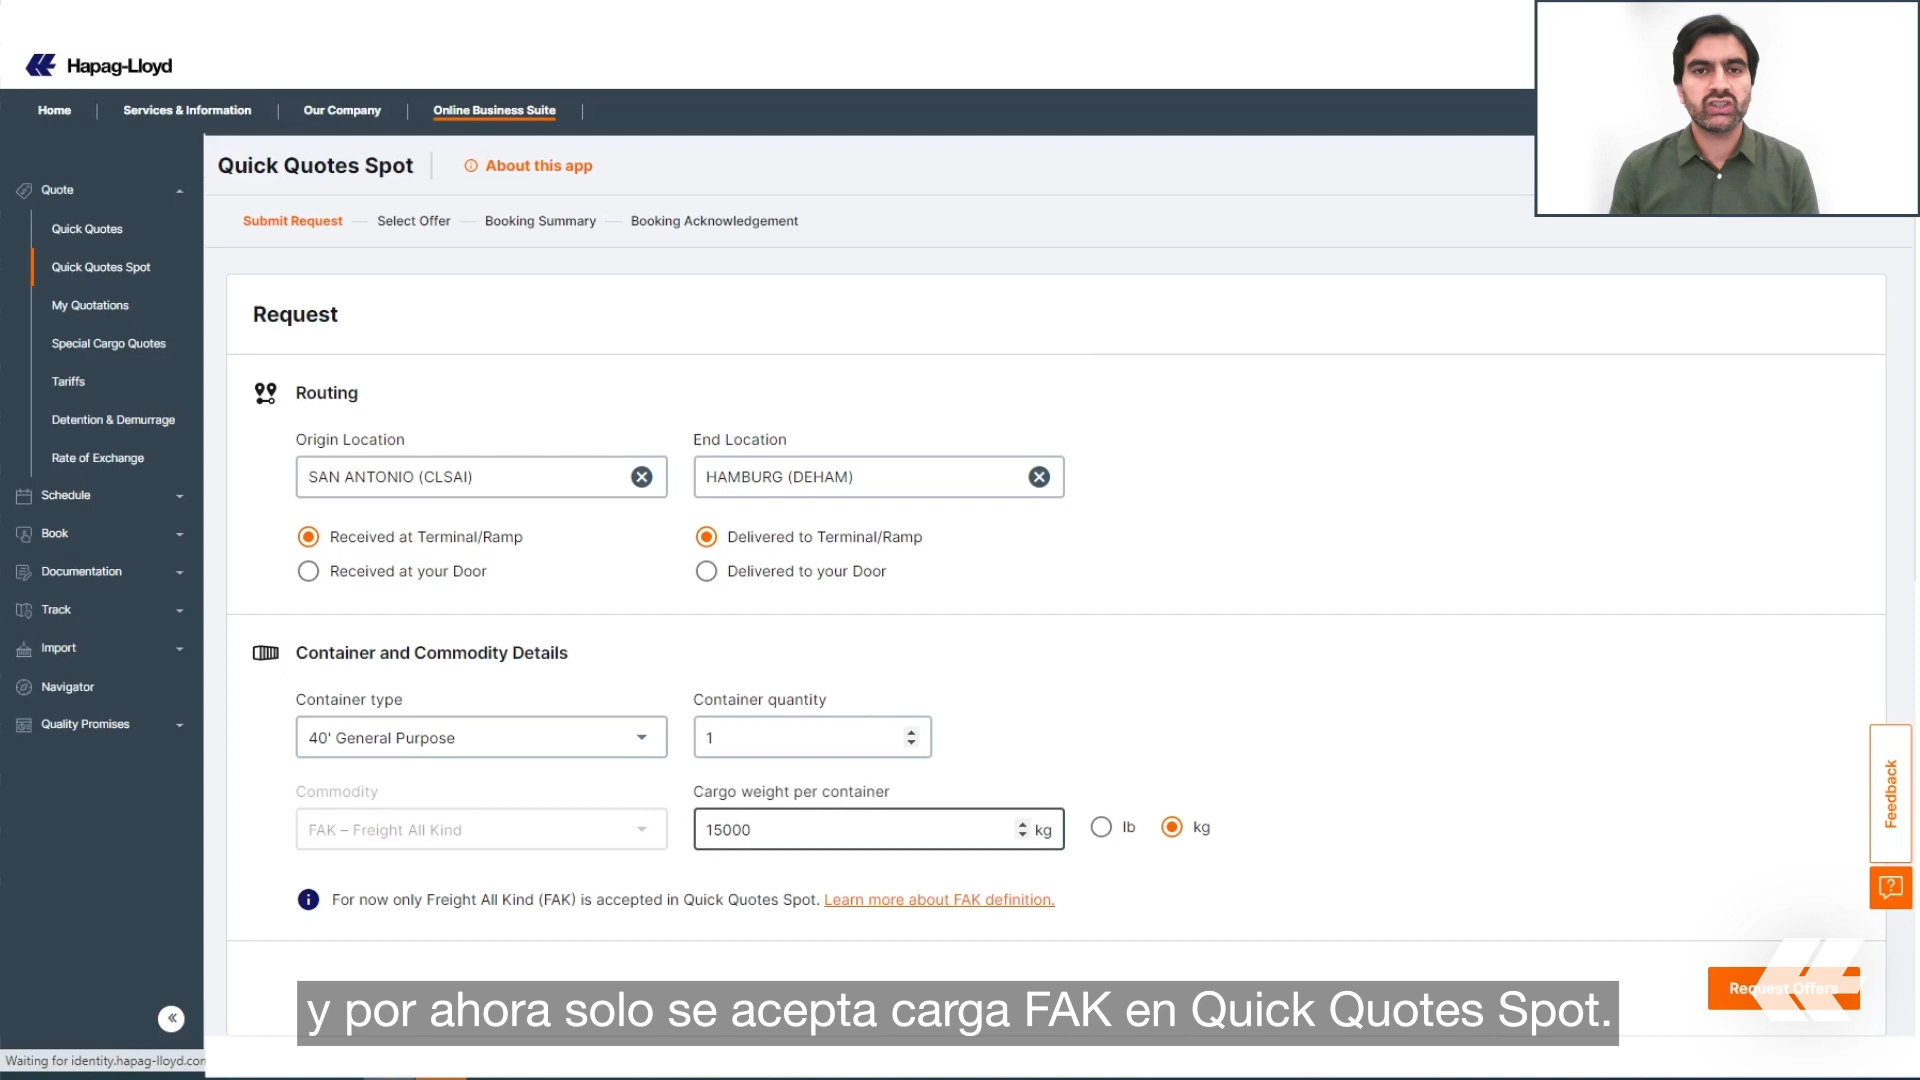 Hapag-Lloyd
Home
Services & Information
Our Company
Online Business Suite
Quick Quotes Spot
About this app
Submit Request
Select Offer
Booking Summary
Booking Acknowledgement
Quote
Quick Quotes
Quick Quotes Spot
My Quotations
Special Cargo Quotes
Tariffs
Detention & Demurrage
Rate of Exchange
Schedule
Book
Documentation
Track
Import
Navigator
Quality Promises
Request
Routing
Origin Location
End Location
SAN ANTONIO (CLSAI)
HAMBURG (DEHAM)
Received at Terminal/Ramp
Delivered to Terminal/Ramp
Received at your Door
Delivered to your Door
Container and Commodity Details
Container type
Container quantity
40' General Purpose
1
Commodity
Cargo weight per container
FAK – Freight All Kind
15000
kg
lb
kg
For now only Freight All Kind (FAK) is accepted in Quick Quotes Spot. Learn more about FAK definition.
Feedback
Request Offers
y por ahora solo se acepta carga FAK en Quick Quotes Spot.
Waiting for identity.hapag-lloyd.com